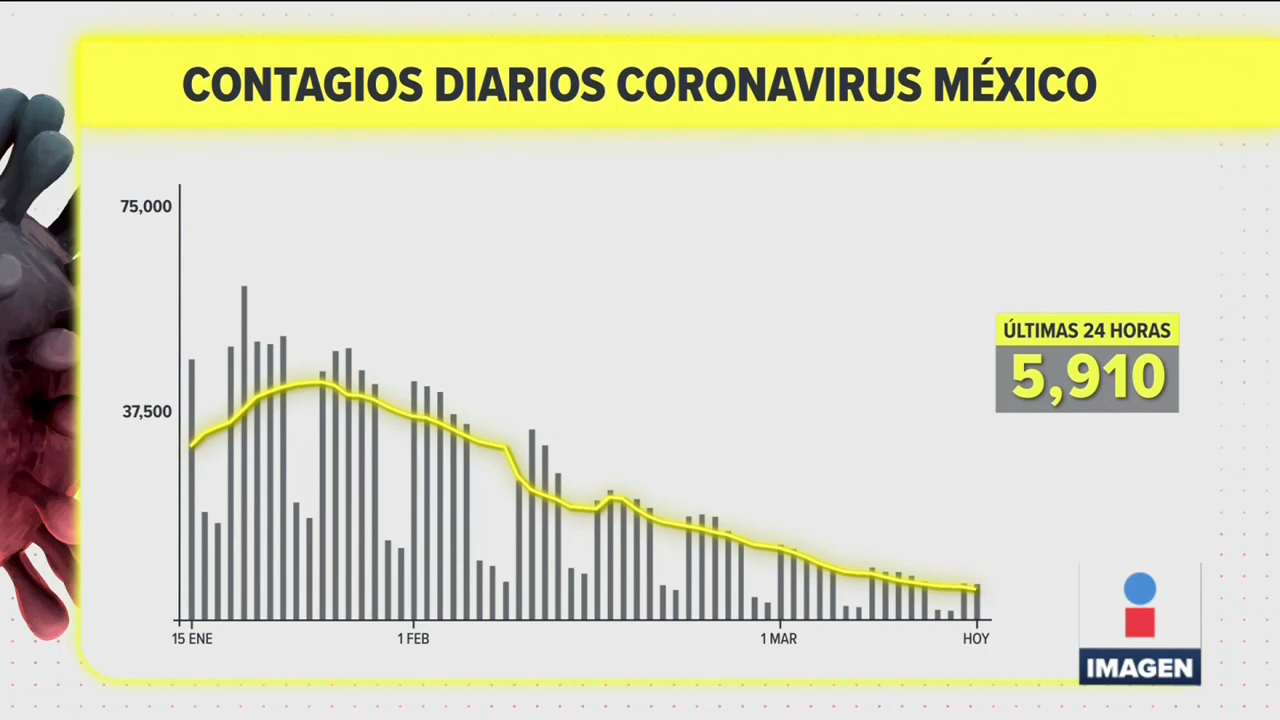 CONTAGIOS DIARIOS CORONAVIRUS MÉXICO
75,000
37,500
ÚLTIMAS 24 HORAS
5,910
15 ENE
1 FEB
1 MAR
HOY
IMAGEN